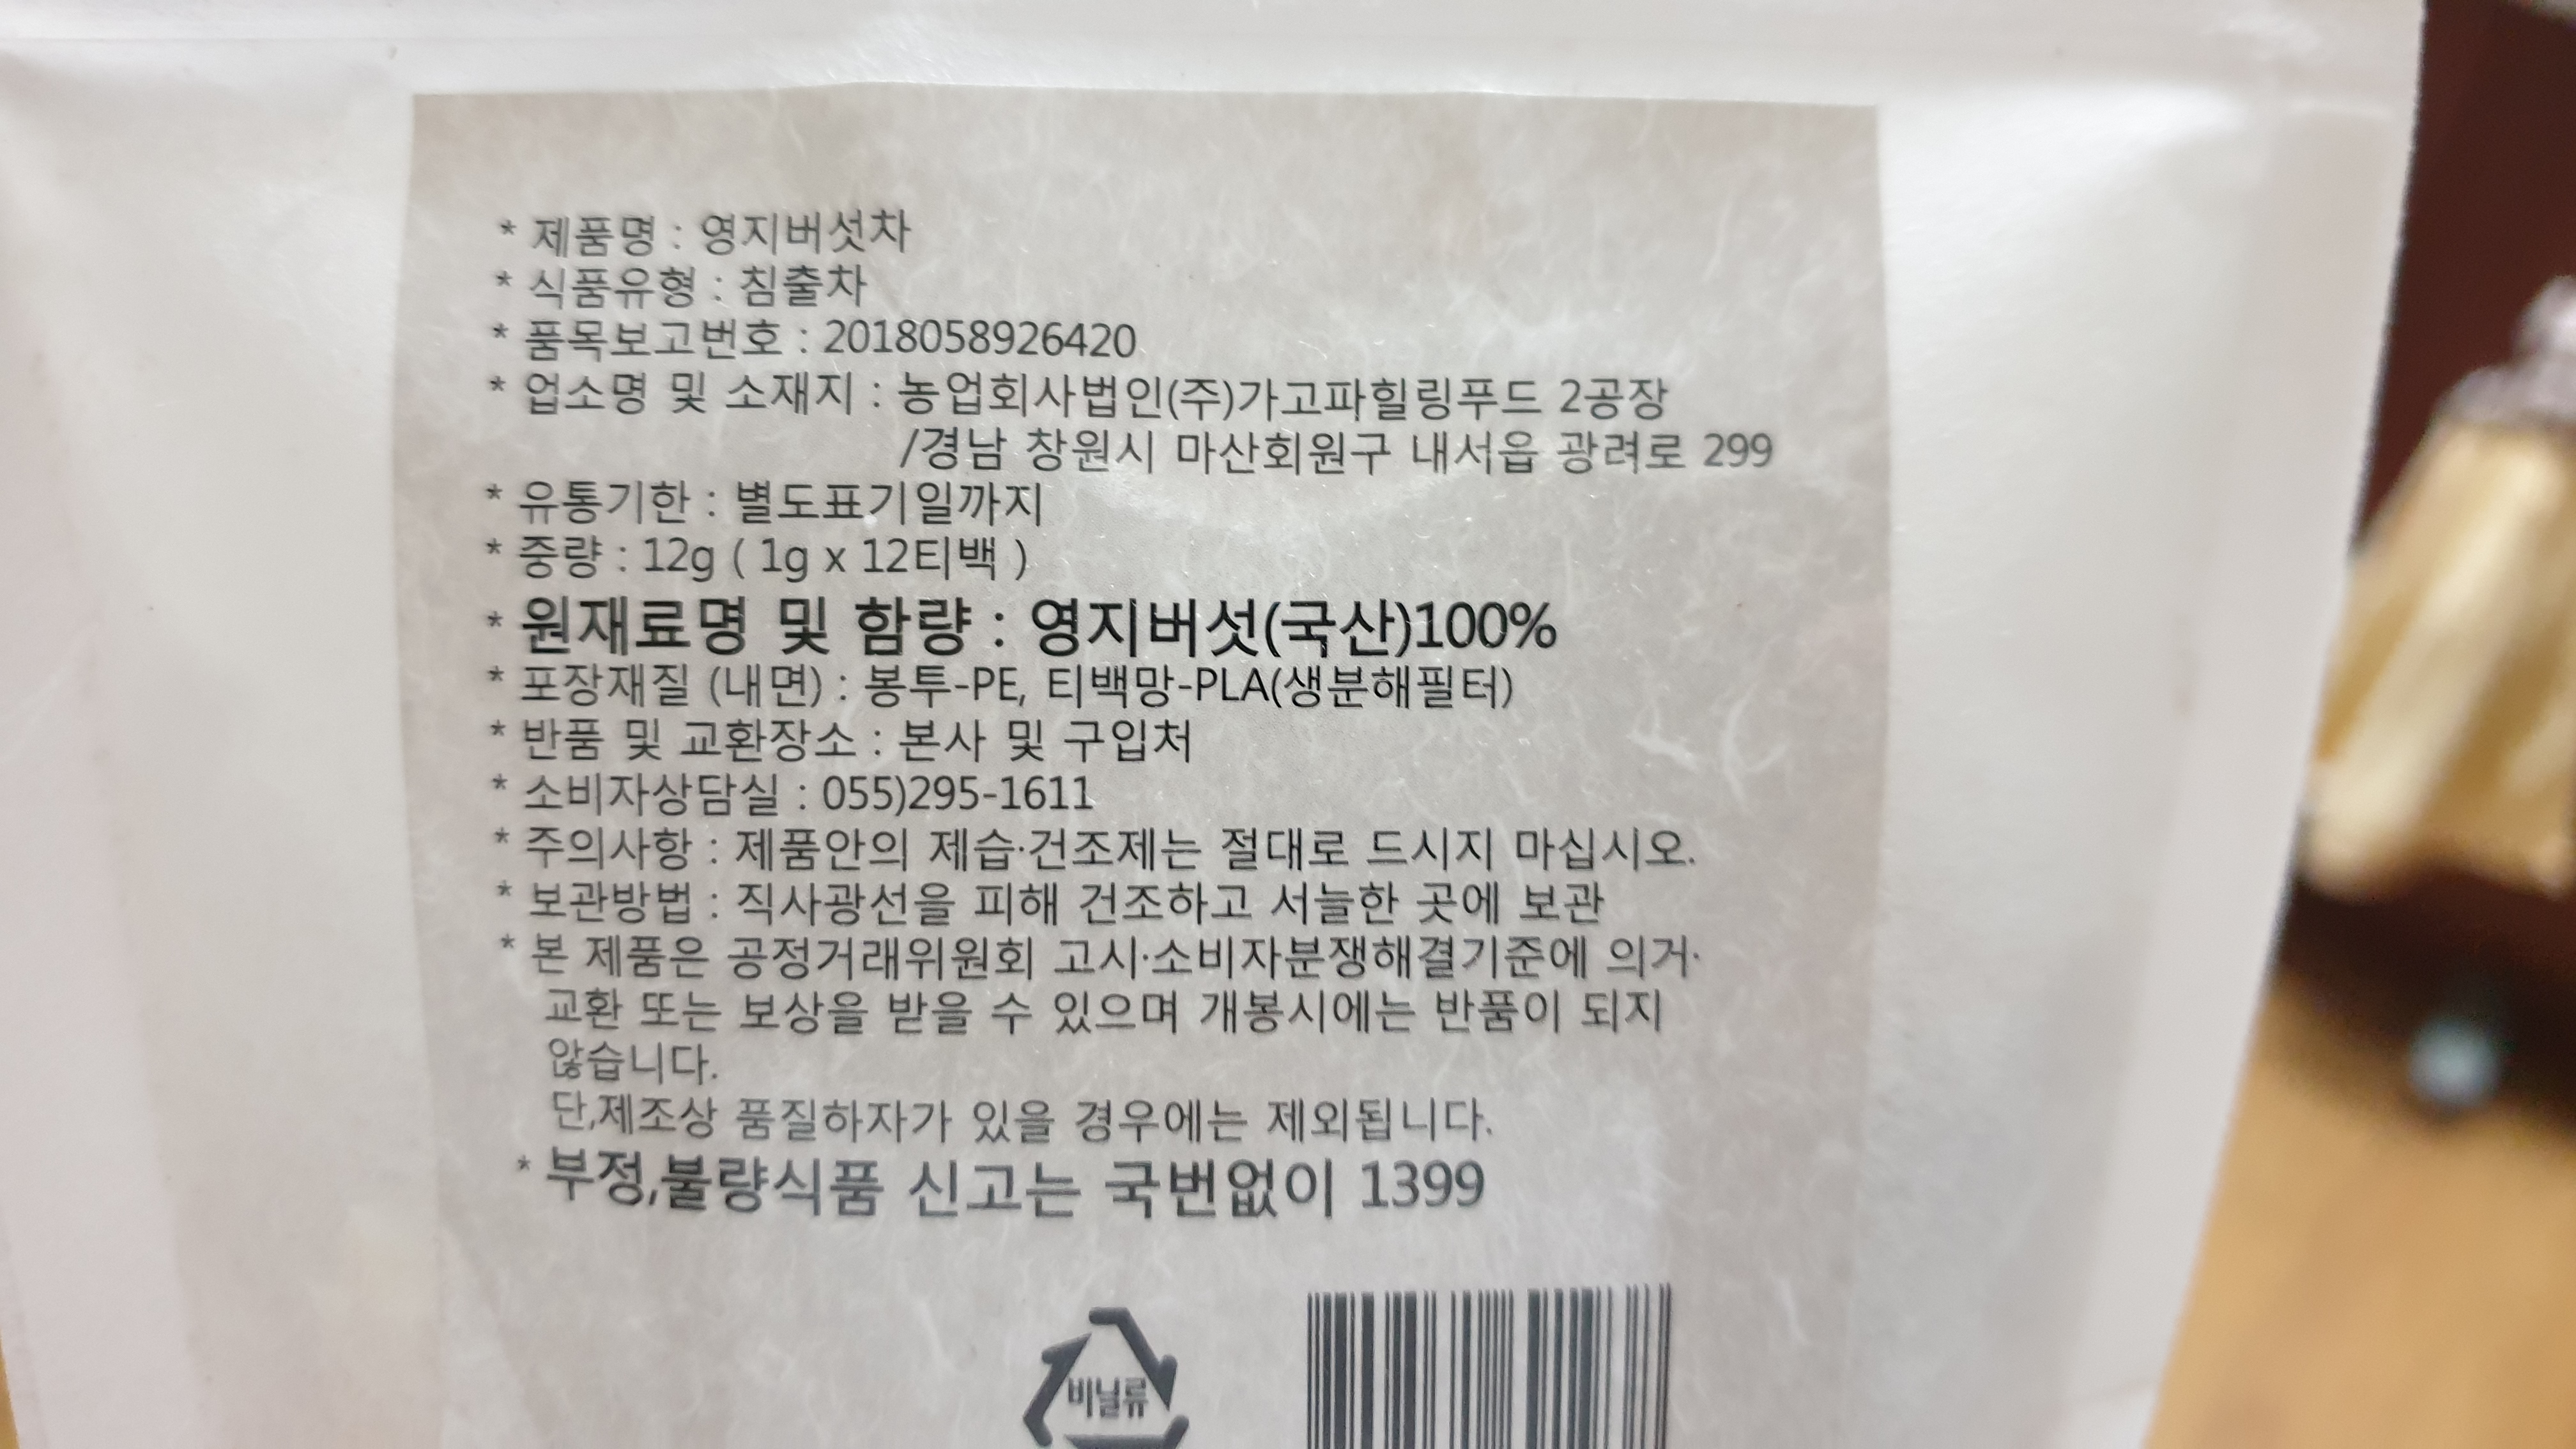 * 제품명 : 영지버섯차
* 식품유형 : 침출차
* 품목보고번호 : 2018058926420
* 업소명 및 소재지 : 농업회사법인(주)가고파힐링푸드 2공장
/경남 창원시 마산회원구 내서읍 광려로 299
* 유통기한 : 별도표기일까지
* 중량 : 12g ( 1g x 12티백 )
* 원재료명 및 함량 : 영지버섯(국산)100%
* 포장재질 (내면) : 봉투-PE, 티백망-PLA(생분해필터)
* 반품 및 교환장소 : 본사 및 구입처
* 소비자상담실 : 055)295-1611
* 주의사항 : 제품안의 제습·건조제는 절대로 드시지 마십시오.
* 보관방법 : 직사광선을 피해 건조하고 서늘한 곳에 보관
* 본 제품은 공정거래위원회 고시·소비자분쟁해결기준에 의거·
교환 또는 보상을 받을 수 있으며 개봉시에는 반품이 되지
않습니다.
단,제조상 품질하자가 있을 경우에는 제외됩니다.
* 부정,불량식품 신고는 국번없이 1399
비닐류